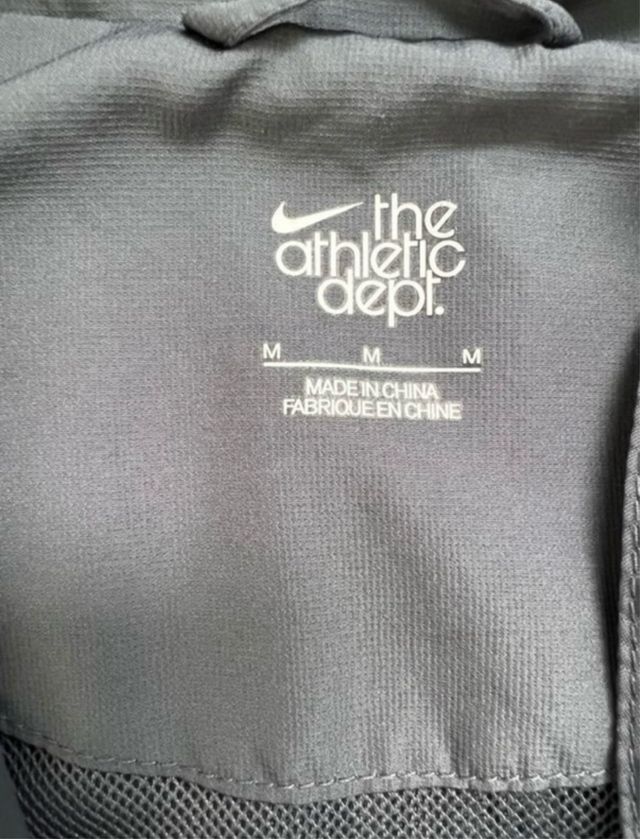 the
athletic
dept.
M M M
MADE IN CHINA
FABRIQUE EN CHINE